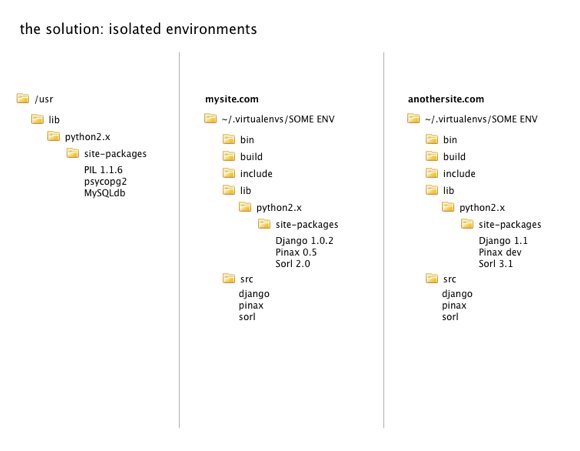 the solution: isolated environments
/usr
lib
python2.x
site-packages
PIL 1.1.6
psycopg2
MySQLdb
mysite.com
~/.virtualenvs/SOME ENV
bin
build
include
lib
python2.x
site-packages
Django 1.0.2
Pinax 0.5
Sorl 2.0
src
django
pinax
sorl
anothersite.com
~/.virtualenvs/SOME ENV
bin
build
include
lib
python2.x
site-packages
Django 1.1
Pinax dev
Sorl 3.1
src
django
pinax
sorl